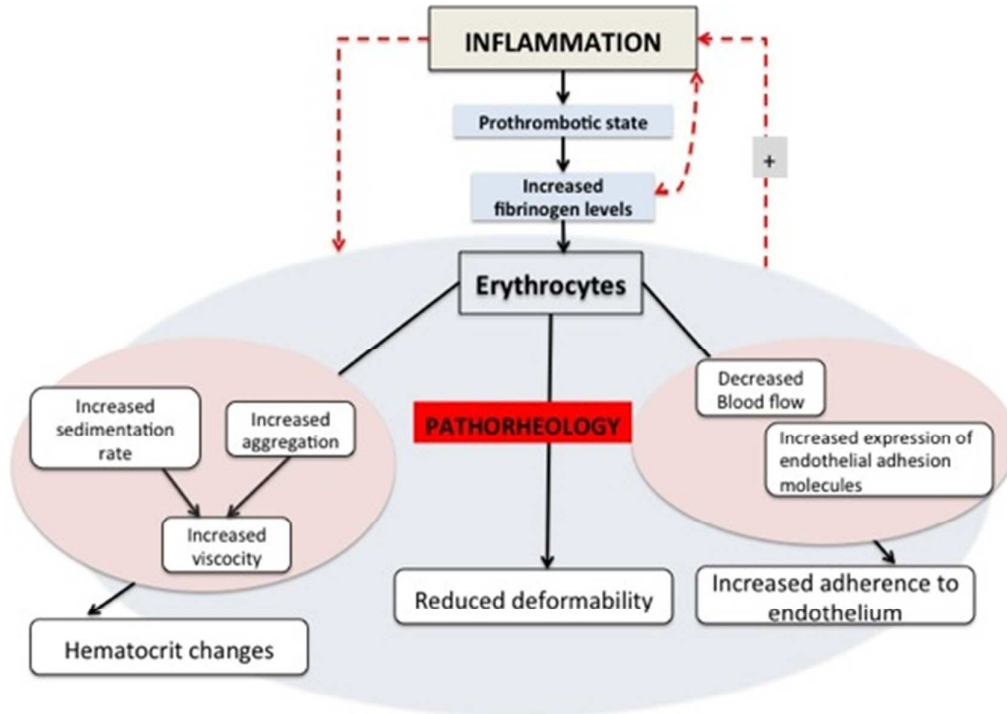 INFLAMMATION
Prothrombotic state
+
Increased
fibrinogen levels
Erythrocytes
Increased
sedimentation
rate
Increased
aggregation
Increased
viscocity
Hematocrit changes
PATHORHEOLOGY
Reduced deformability
Decreased
Blood flow
Increased expression of
endothelial adhesion
molecules
Increased adherence to
endothelium